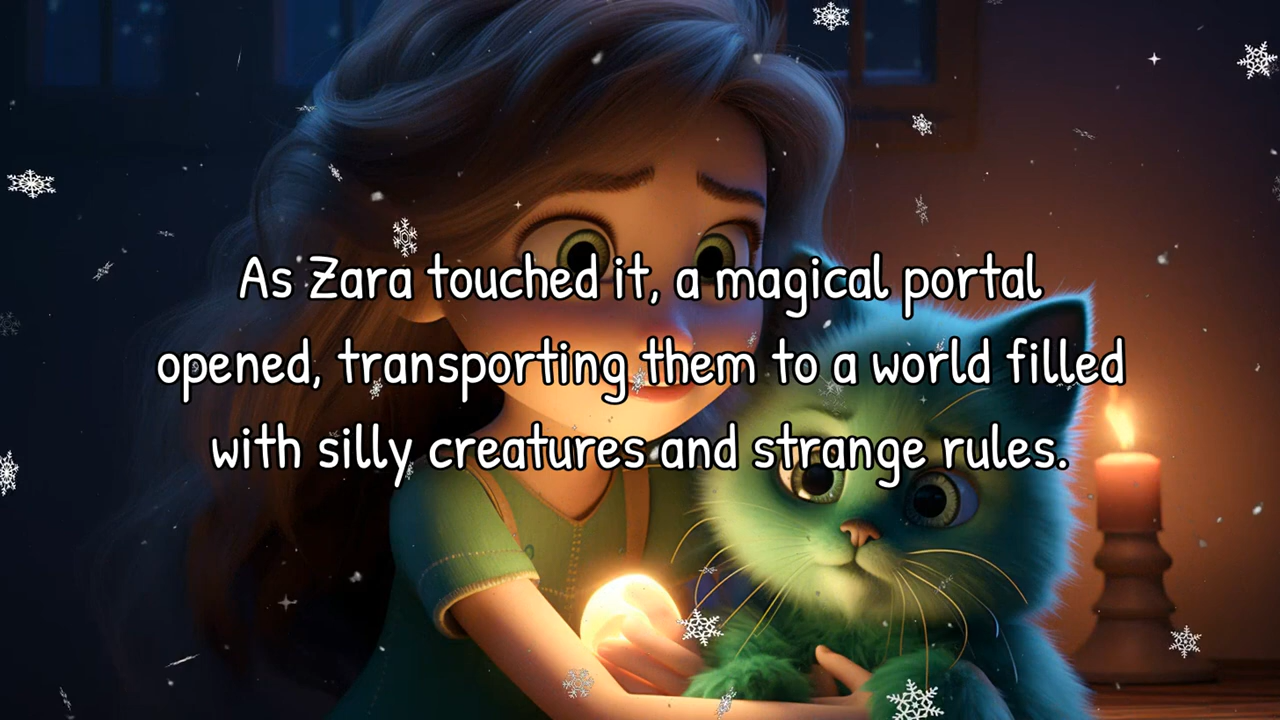 As Zara touched it, a magical portal
opened, transporting them to a world filled
with silly creatures and strange rules.